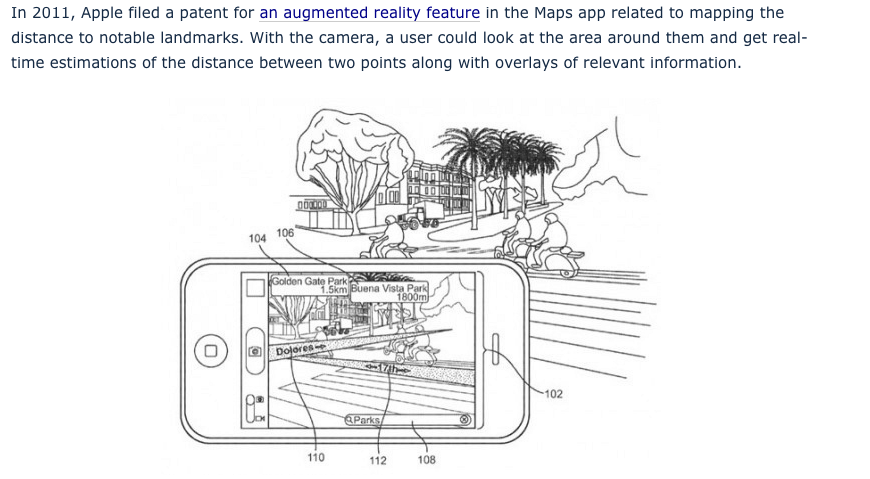 In 2011, Apple filed a patent for an augmented reality feature in the Maps app related to mapping the
distance to notable landmarks. With the camera, a user could look at the area around them and get real-
time estimations of the distance between two points along with overlays of relevant information.
104
106
Golden Gate Park
1.5km
Buena Vista Park
1800m
Dolores
17th
Parks
102
110
112
108